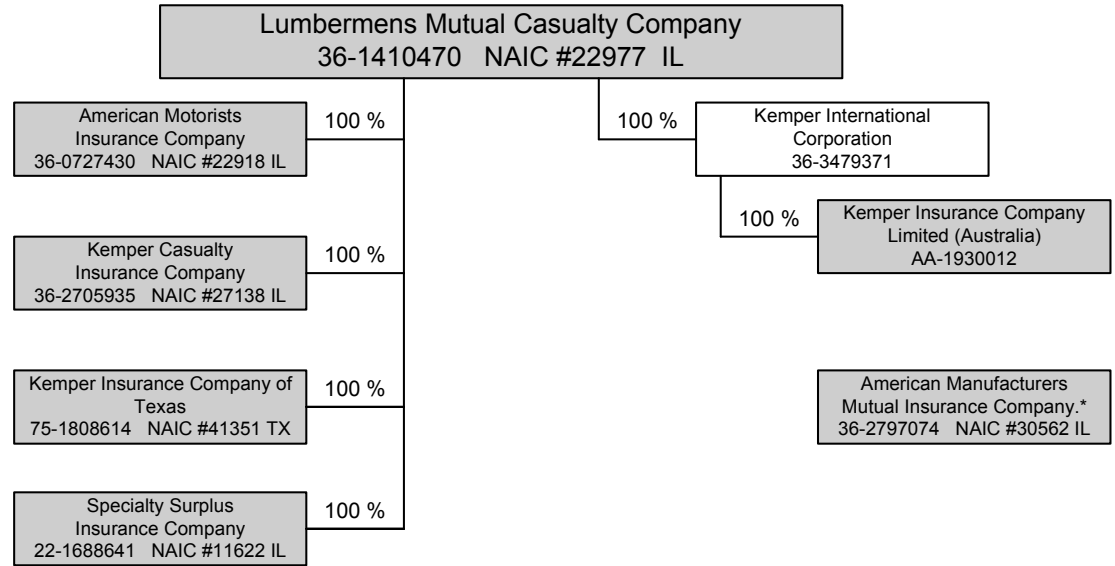 Lumbermens Mutual Casualty Company
36-1410470 NAIC #22977 IL
American Motorists
Insurance Company
36-0727430 NAIC #22918 IL
100 %
100 %
Kemper International
Corporation
36-3479371
100 %
Kemper Insurance Company
Limited (Australia)
AA-1930012
Kemper Casualty
Insurance Company
36-2705935 NAIC #27138 IL
100 %
Kemper Insurance Company of
Texas
75-1808614 NAIC #41351 TX
100 %
American Manufacturers
Mutual Insurance Company.*
36-2797074 NAIC #30562 IL
Specialty Surplus
Insurance Company
22-1688641 NAIC #11622 IL
100 %